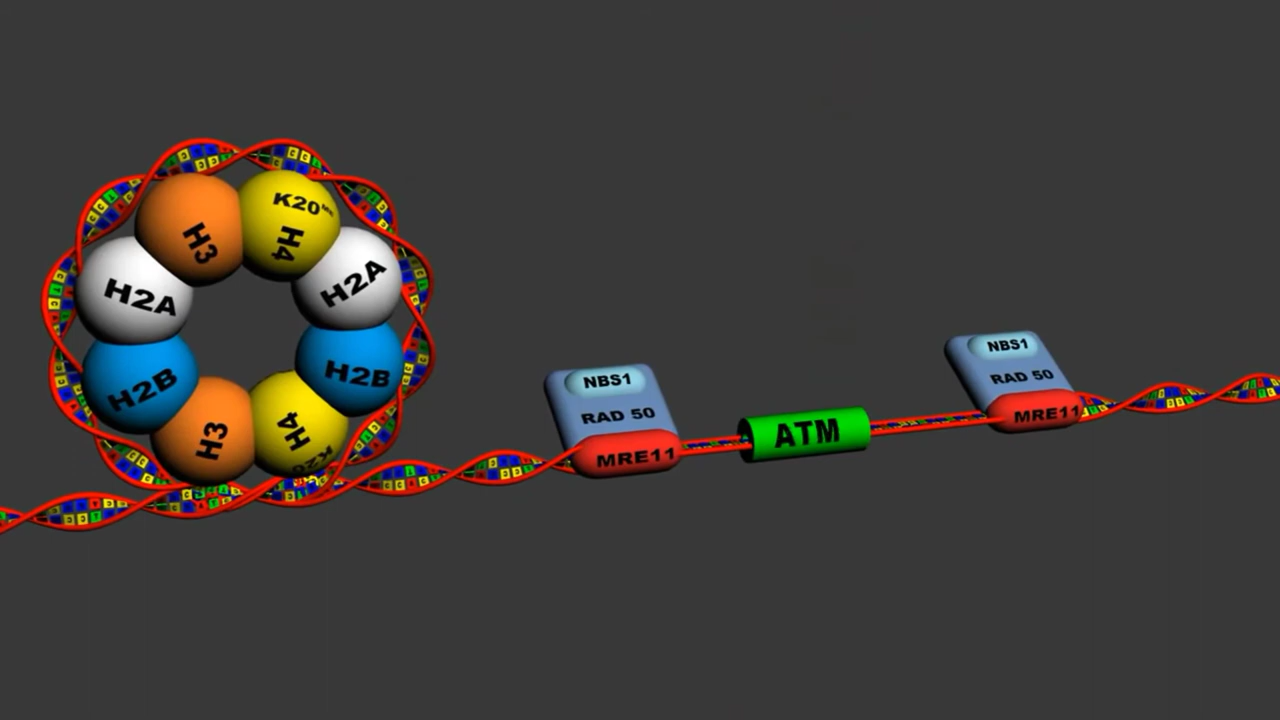 K20ᴹᵉ
H3
H4
H2A
H2A
H2B
H2B
H3
H4
K20
NBS1
RAD 50
MRE11
ATM
NBS1
RAD 50
MRE11